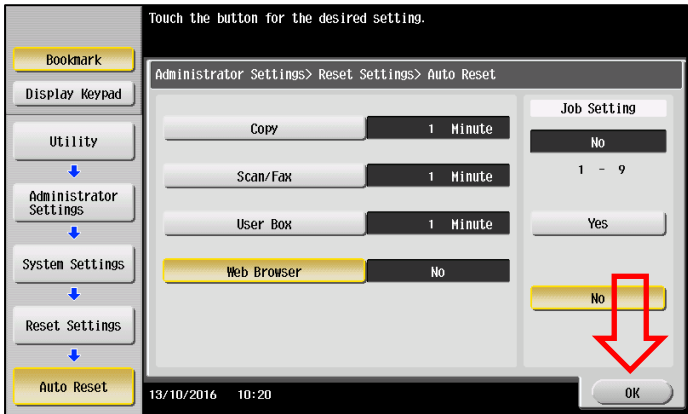 Touch the button for the desired setting.
Bookmark
Display Keypad
Utility
Administrator
Settings
System Settings
Reset Settings
Auto Reset
Administrator Settings> Reset Settings> Auto Reset
Copy
1 Minute
Scan/Fax
1 Minute
User Box
1 Minute
Web Browser
No
Job Setting
No
1 - 9
Yes
No
13/10/2016 10:20
OK